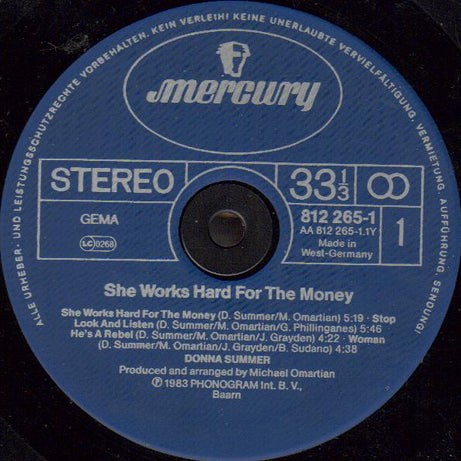 ALLE URHEBER- UND LEISTUNGSSCHUTZRECHTE VORBEHALTEN. KEIN VERLEIH! KEINE UNERLAUBTE VERVIELFÄLTIGUNG, VERMIETUNG, AUFFÜHRUNG, SENDUNG!
mercury
STEREO
33 1/3
GEMA
812 265-1
AA 812 265-1.1Y
Made in
West-Germany
1
LC 0268
She Works Hard For The Money
She Works Hard For The Money (D. Summer/M. Omartian) 5:19 · Stop
Look And Listen (D. Summer/M. Omartian/G. Phillinganes) 5:46
He's A Rebel (D. Summer/M. Omartian/J. Grayden) 4:22 · Woman
(D. Summer/M. Omartian/J. Grayden/B. Sudano) 4:38
DONNA SUMMER
Produced and arranged by Michael Omartian
Ⓟ 1983 PHONOGRAM Int. B.V.,
Baarn